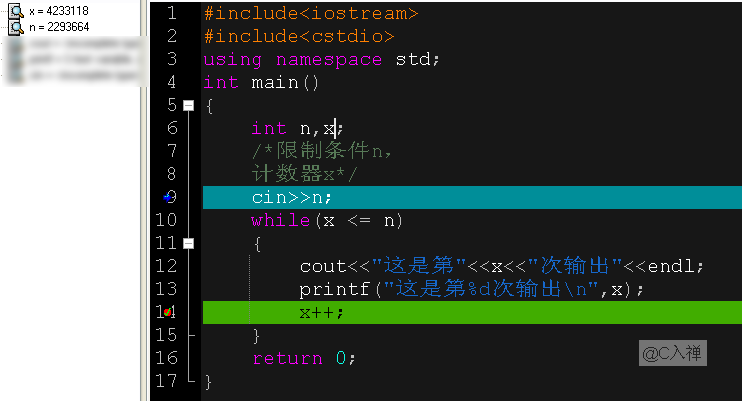 x = 4233118
n = 2293664
1 #include<iostream>
2 #include<cstdio>
3 using namespace std;
4 int main()
5 {
6 int n,x;
7 /*限制条件n,
8 计数器x*/
9 cin>>n;
10 while(x <= n)
11 {
12 cout<<"这是第"<<x<<"次输出"<<endl;
13 printf("这是第%d次输出\n",x);
14 x++;
15 }
16 return 0;
17 }
@C入禅